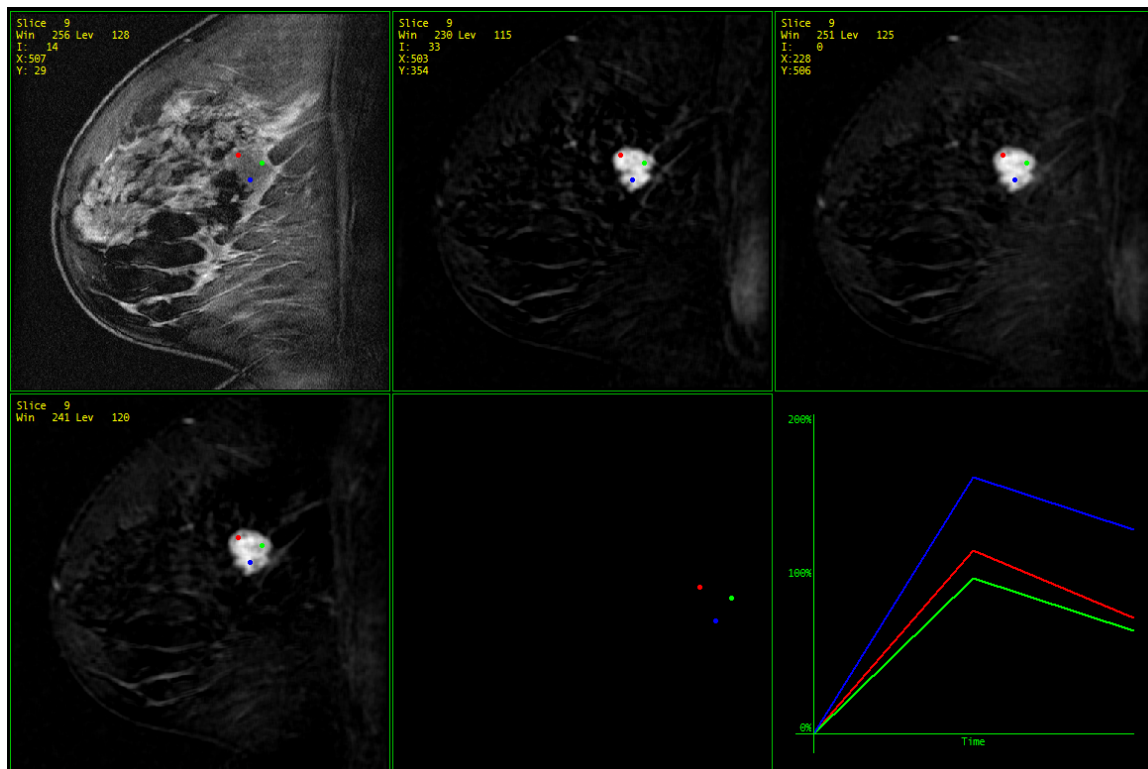 Slice 9
Win 256 Lev 128
I: 14
X:507
Y: 29
Slice 9
Win 230 Lev 115
I: 33
X:503
Y:354
Slice 9
Win 251 Lev 125
I: 0
X:228
Y:506
Slice 9
Win 241 Lev 120
200%
100%
0%
Time